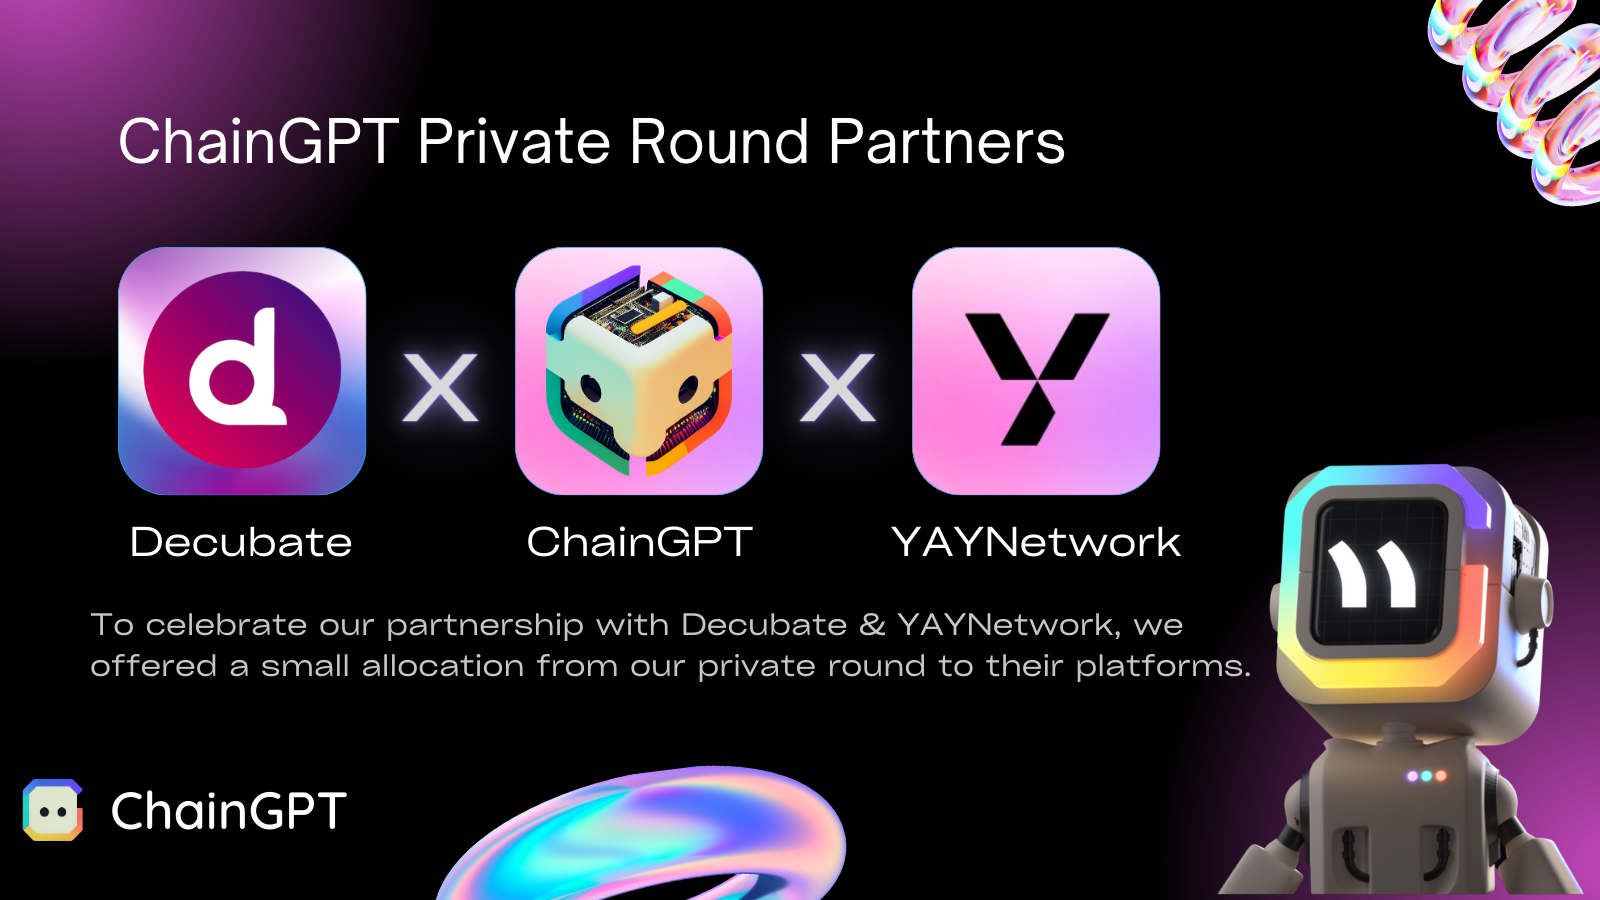 ChainGPT Private Round Partners
X
X
Decubate
ChainGPT
YAYNetwork
To celebrate our partnership with Decubate & YAYNetwork, we
offered a small allocation from our private round to their platforms.
ChainGPT